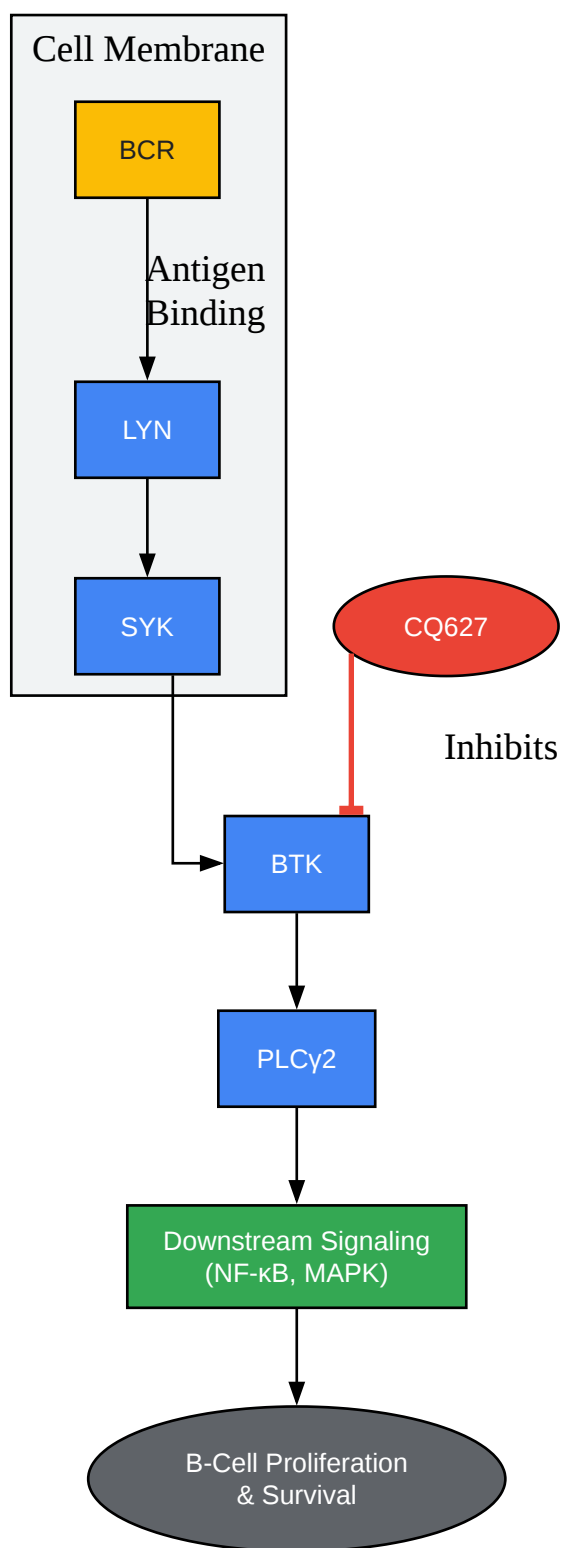 Cell Membrane
BCR
Antigen
Binding
LYN
SYK
CQ627
Inhibits
BTK
PLCγ2
Downstream Signaling
(NF-κB, MAPK)
B-Cell Proliferation
& Survival